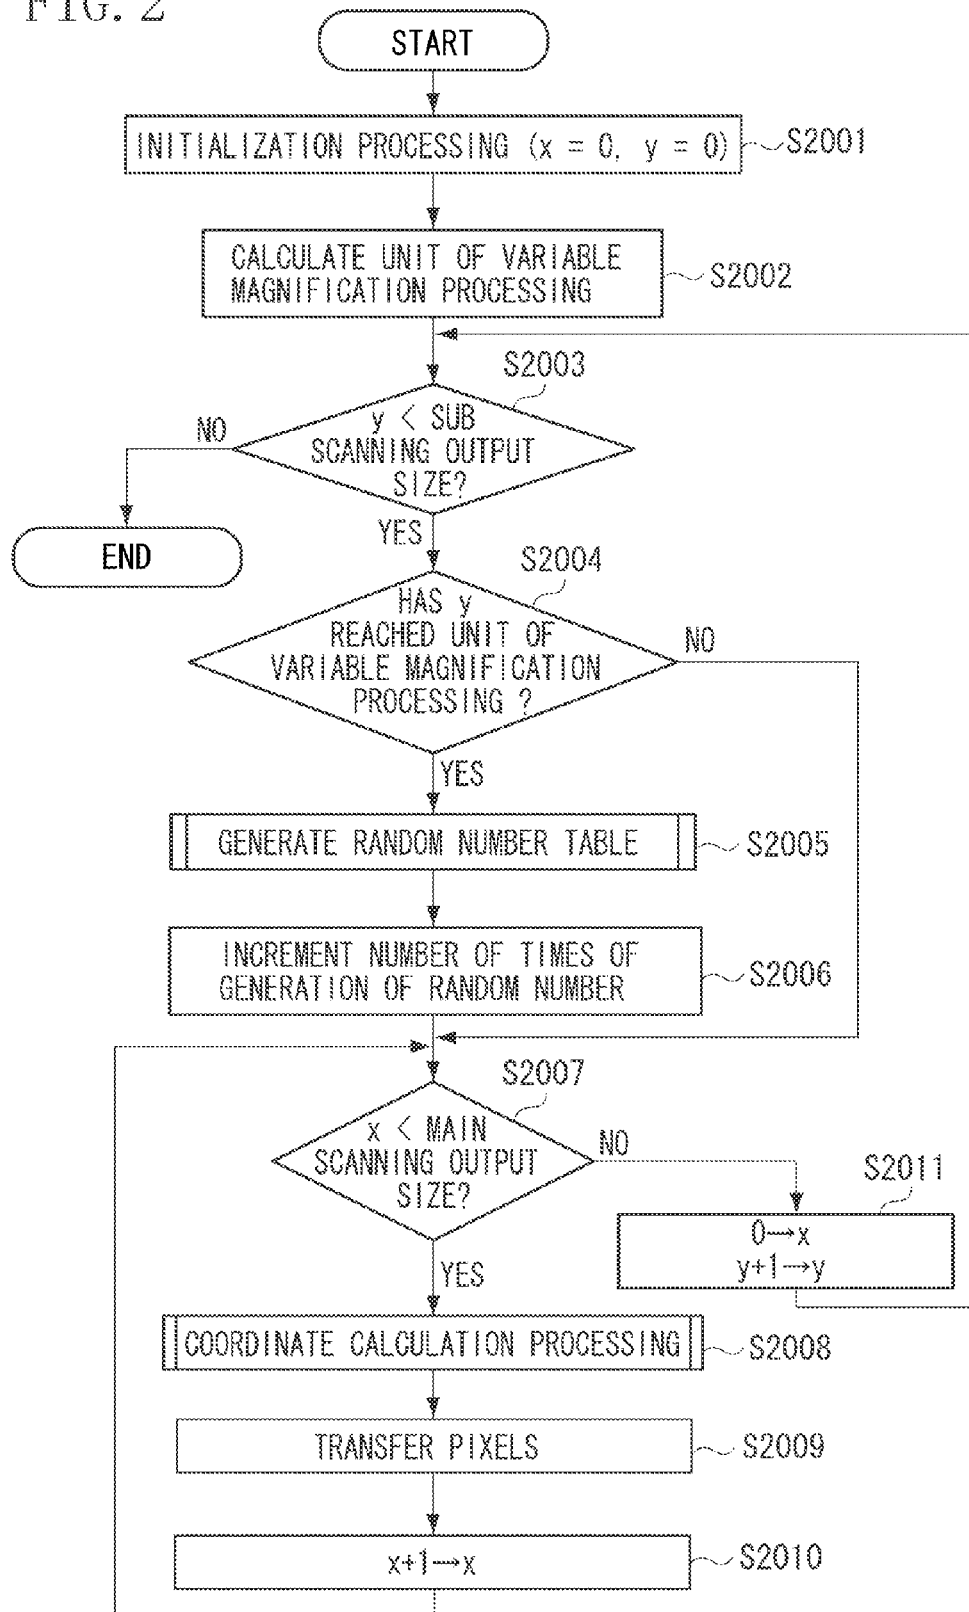 FIG. 2
START
INITIALIZATION PROCESSING (x = 0, y = 0)
S2001
CALCULATE UNIT OF VARIABLE
MAGNIFICATION PROCESSING
S2002
S2003
y < SUB
SCANNING OUTPUT
SIZE?
NO
YES
END
S2004
HAS y
REACHED UNIT OF
VARIABLE MAGNIFICATION
PROCESSING ?
NO
YES
GENERATE RANDOM NUMBER TABLE
S2005
INCREMENT NUMBER OF TIMES OF
GENERATION OF RANDOM NUMBER
S2006
S2007
x < MAIN
SCANNING OUTPUT
SIZE?
NO
S2011
0→x
y+1→y
YES
COORDINATE CALCULATION PROCESSING
S2008
TRANSFER PIXELS
S2009
x+1→x
S2010